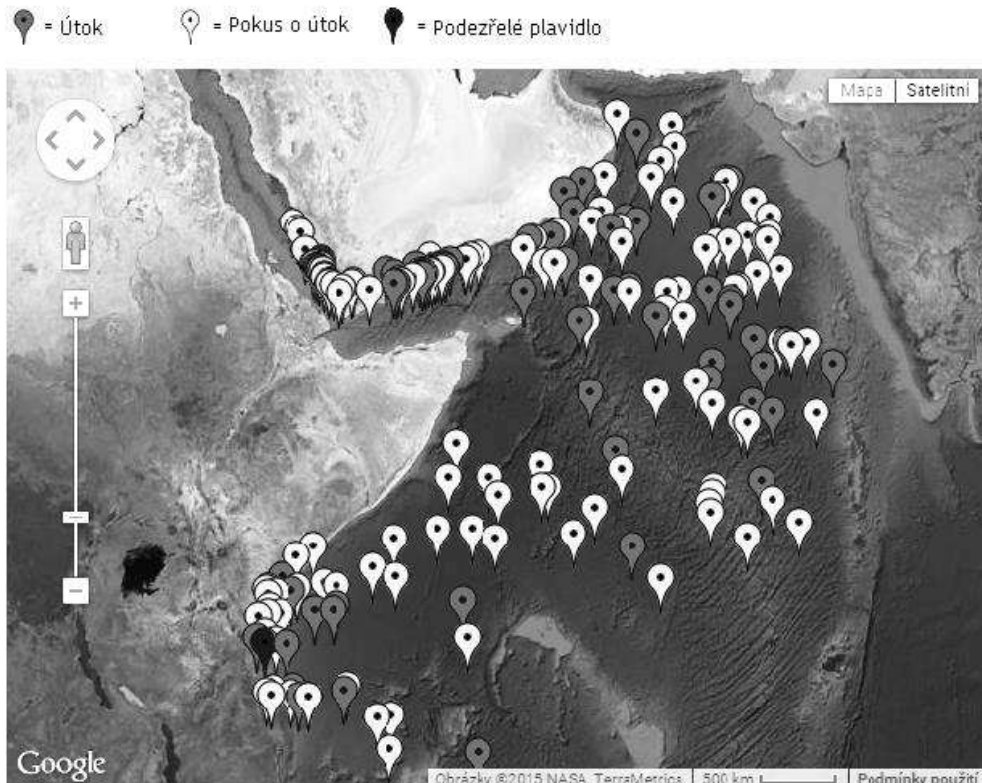 = Útok = Pokus o útok = Podezřelé plavidlo
Mapa Satelitní
Google
Obrázky ©2015 NASA, TerraMetrics 500 km Podmínky použití